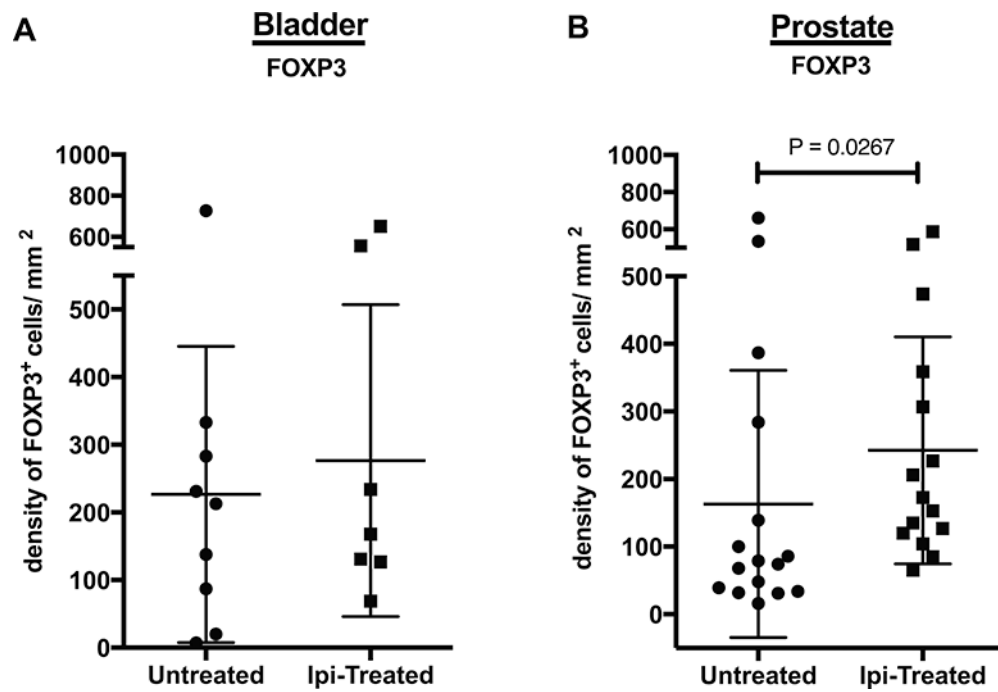 A
Bladder
FOXP3
density of FOXP3+ cells/ mm 2
1000
800
600
500
400
300
200
100
0
Untreated
Ipi-Treated
B
Prostate
FOXP3
P = 0.0267
density of FOXP3+ cells/ mm 2
1000
800
600
500
400
300
200
100
0
Untreated
Ipi-Treated